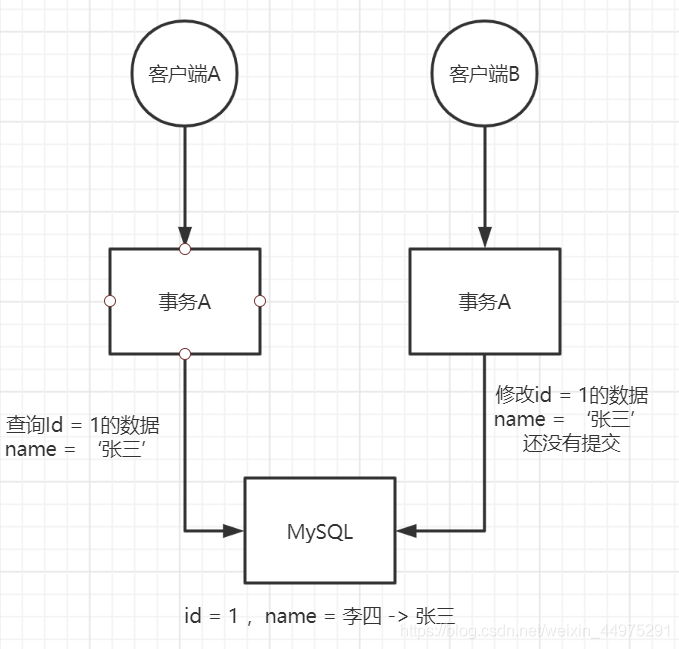 客户端A
客户端B
事务A
事务A
查询Id = 1的数据
name = ‘张三’
修改id = 1的数据
name = ‘张三’
还没有提交
MySQL
id = 1 ，name = 李四 -> 张三
https://blog.csdn.net/weixin_44975291